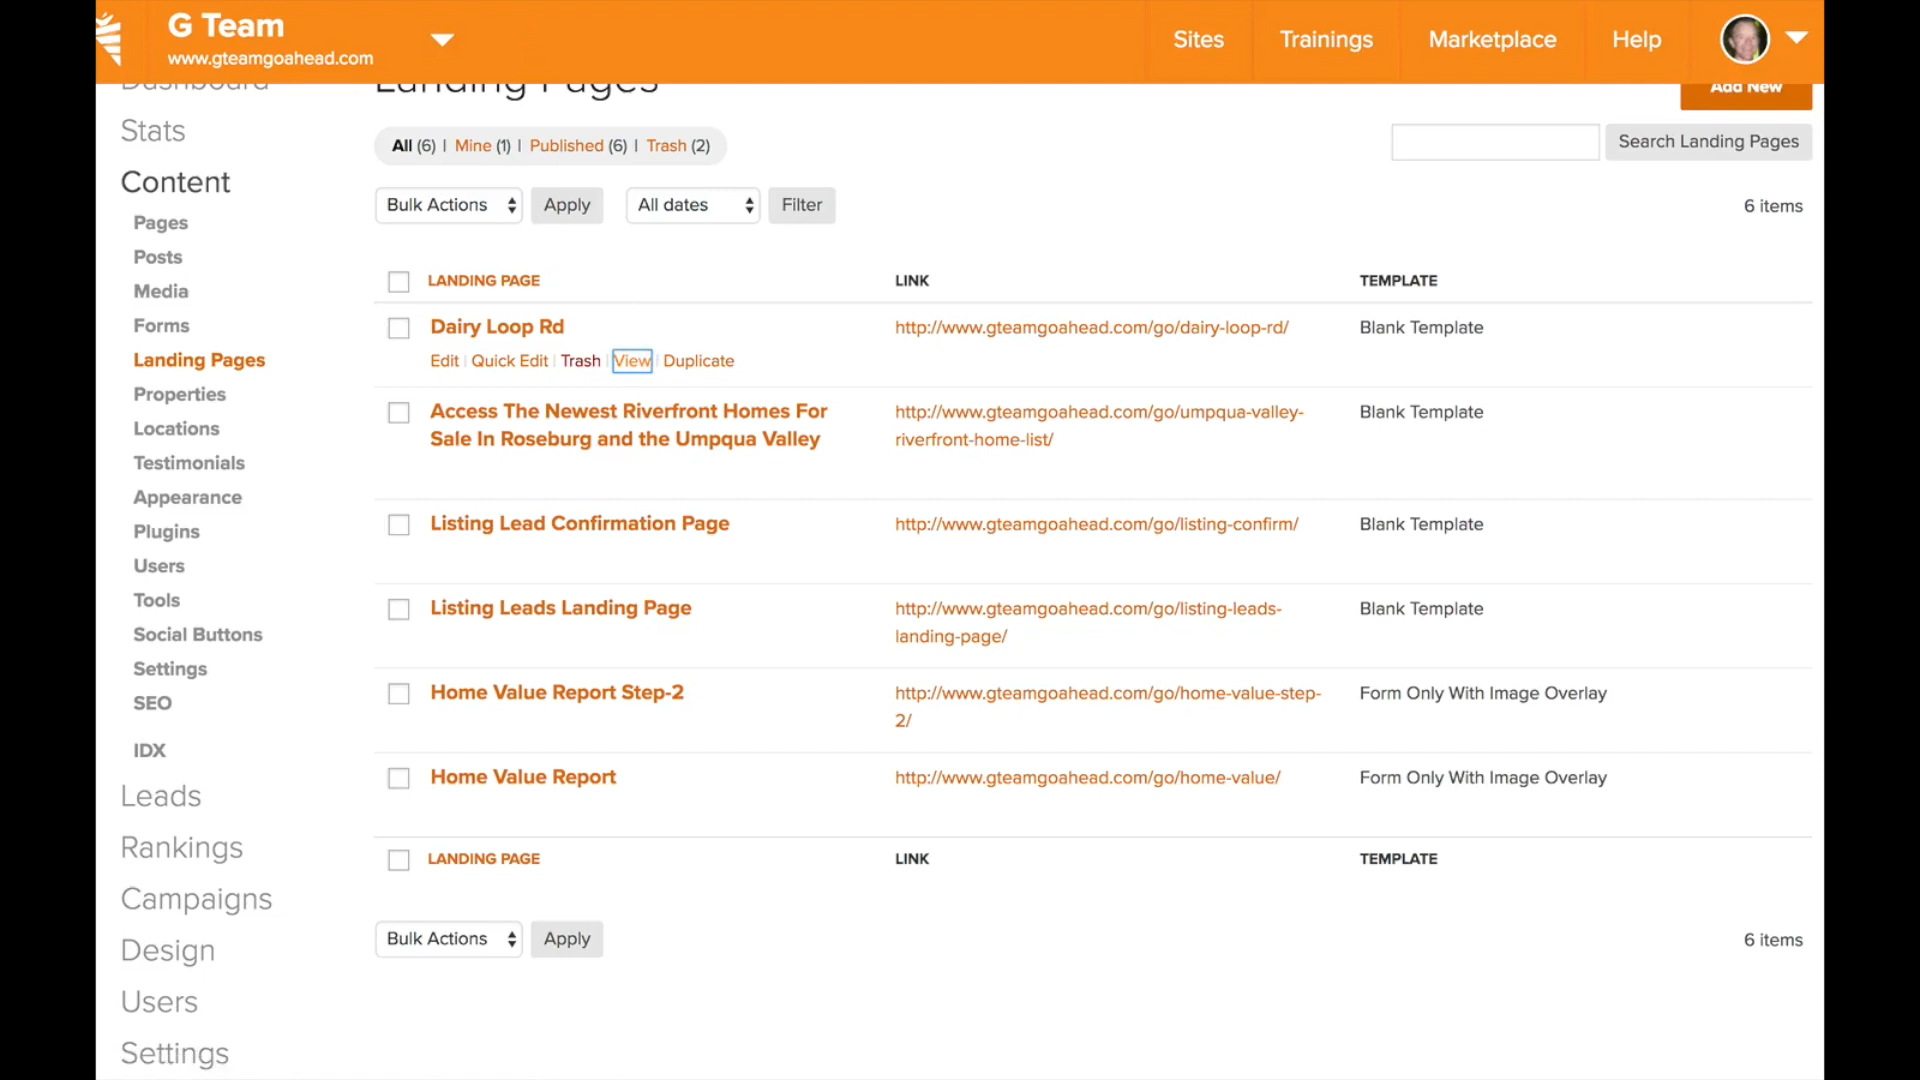 G Team
www.gteamgoahead.com
Sites
Trainings
Marketplace
Help
Dashboard
Stats
Content
Pages
Posts
Media
Forms
Landing Pages
Properties
Locations
Testimonials
Appearance
Plugins
Users
Tools
Social Buttons
Settings
SEO
IDX
Leads
Rankings
Campaigns
Design
Users
Settings
Landing Pages
Add New
All (6) | Mine (1) | Published (6) | Trash (2)
Search Landing Pages
Bulk Actions Apply All dates Filter
6 items
LANDING PAGE LINK TEMPLATE
Dairy Loop Rd
Edit | Quick Edit | Trash | View | Duplicate
http://www.gteamgoahead.com/go/dairy-loop-rd/
Blank Template
Access The Newest Riverfront Homes For
Sale In Roseburg and the Umpqua Valley
http://www.gteamgoahead.com/go/umpqua-valley-
riverfront-home-list/
Blank Template
Listing Lead Confirmation Page
http://www.gteamgoahead.com/go/listing-confirm/
Blank Template
Listing Leads Landing Page
http://www.gteamgoahead.com/go/listing-leads-
landing-page/
Blank Template
Home Value Report Step-2
http://www.gteamgoahead.com/go/home-value-step-
2/
Form Only With Image Overlay
Home Value Report
http://www.gteamgoahead.com/go/home-value/
Form Only With Image Overlay
LANDING PAGE LINK TEMPLATE
Bulk Actions Apply
6 items